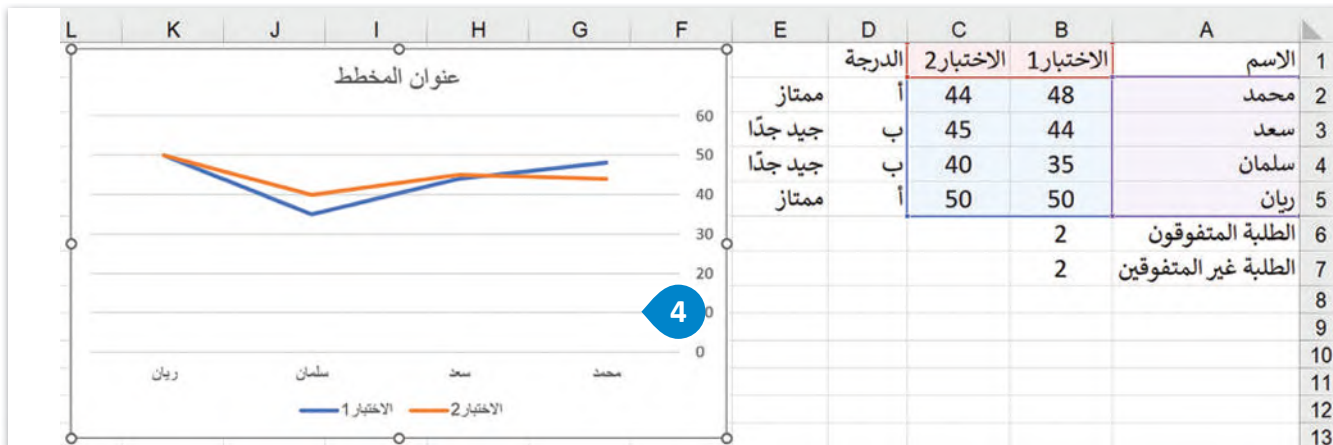 A B C D E F G H I J K L
1 الاسم الاختبار1 الاختبار2 الدرجة
2 محمد 48 44 أ ممتاز
3 سعد 44 45 ب جيد جدًا
4 سلمان 35 40 ب جيد جدًا
5 ريان 50 50 أ ممتاز
6 الطلبة المتفوقون 2
7 الطلبة غير المتفوقين 2
8
9
10
11
12
13
عنوان المخطط
60
50
40
30
20
0
4
0
محمد سعد سلمان ريان
الاختبار1 الاختبار2